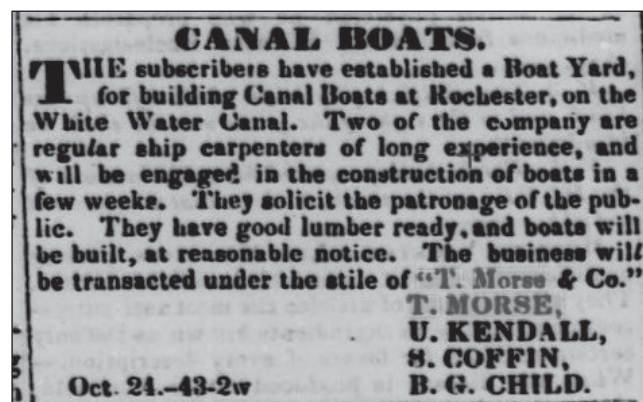 CANAL BOATS.
THE subscribers have established a Boat Yard,
for building Canal Boats at Rochester, on the
White Water Canal. Two of the company are
regular ship carpenters of long experience, and
will be engaged in the construction of boats in a
few weeks. They solicit the patronage of the pub-
lic. They have good lumber ready, and boats will
be built, at reasonable notice. The business will
be transacted under the stile of "T. Morse & Co."
T. MORSE,
U. KENDALL,
S. COFFIN,
Oct. 24.-43-2w B. G. CHILD.